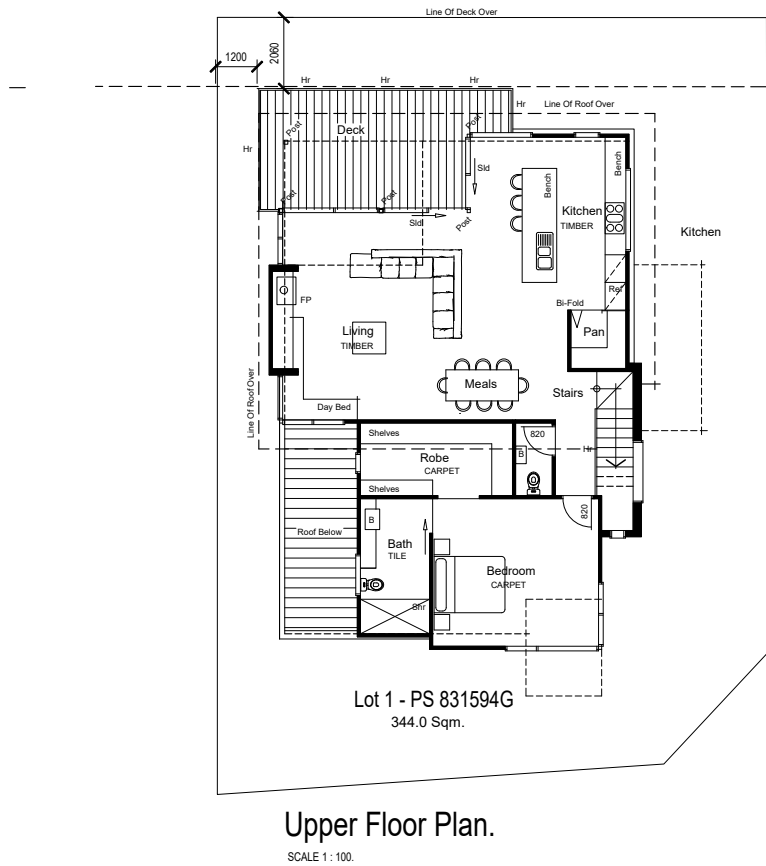 Line Of Deck Over
1200
2060
Hr
Hr
Hr
Hr
Line Of Roof Over
Post
Deck
Post
Hr
Sld
Bench
Bench
Kitchen
TIMBER
Kitchen
Post
Post
Sld
Post
Ref
FP
Bi-Fold
Living
TIMBER
Pan
Meals
Stairs
Line Of Roof Over
Day Bed
Shelves
820
Robe
CARPET
B
Hr
Shelves
B
820
Roof Below
Bath
TILE
Bedroom
CARPET
Shr
Lot 1 - PS 831594G
344.0 Sqm.
Upper Floor Plan.
SCALE 1 : 100.